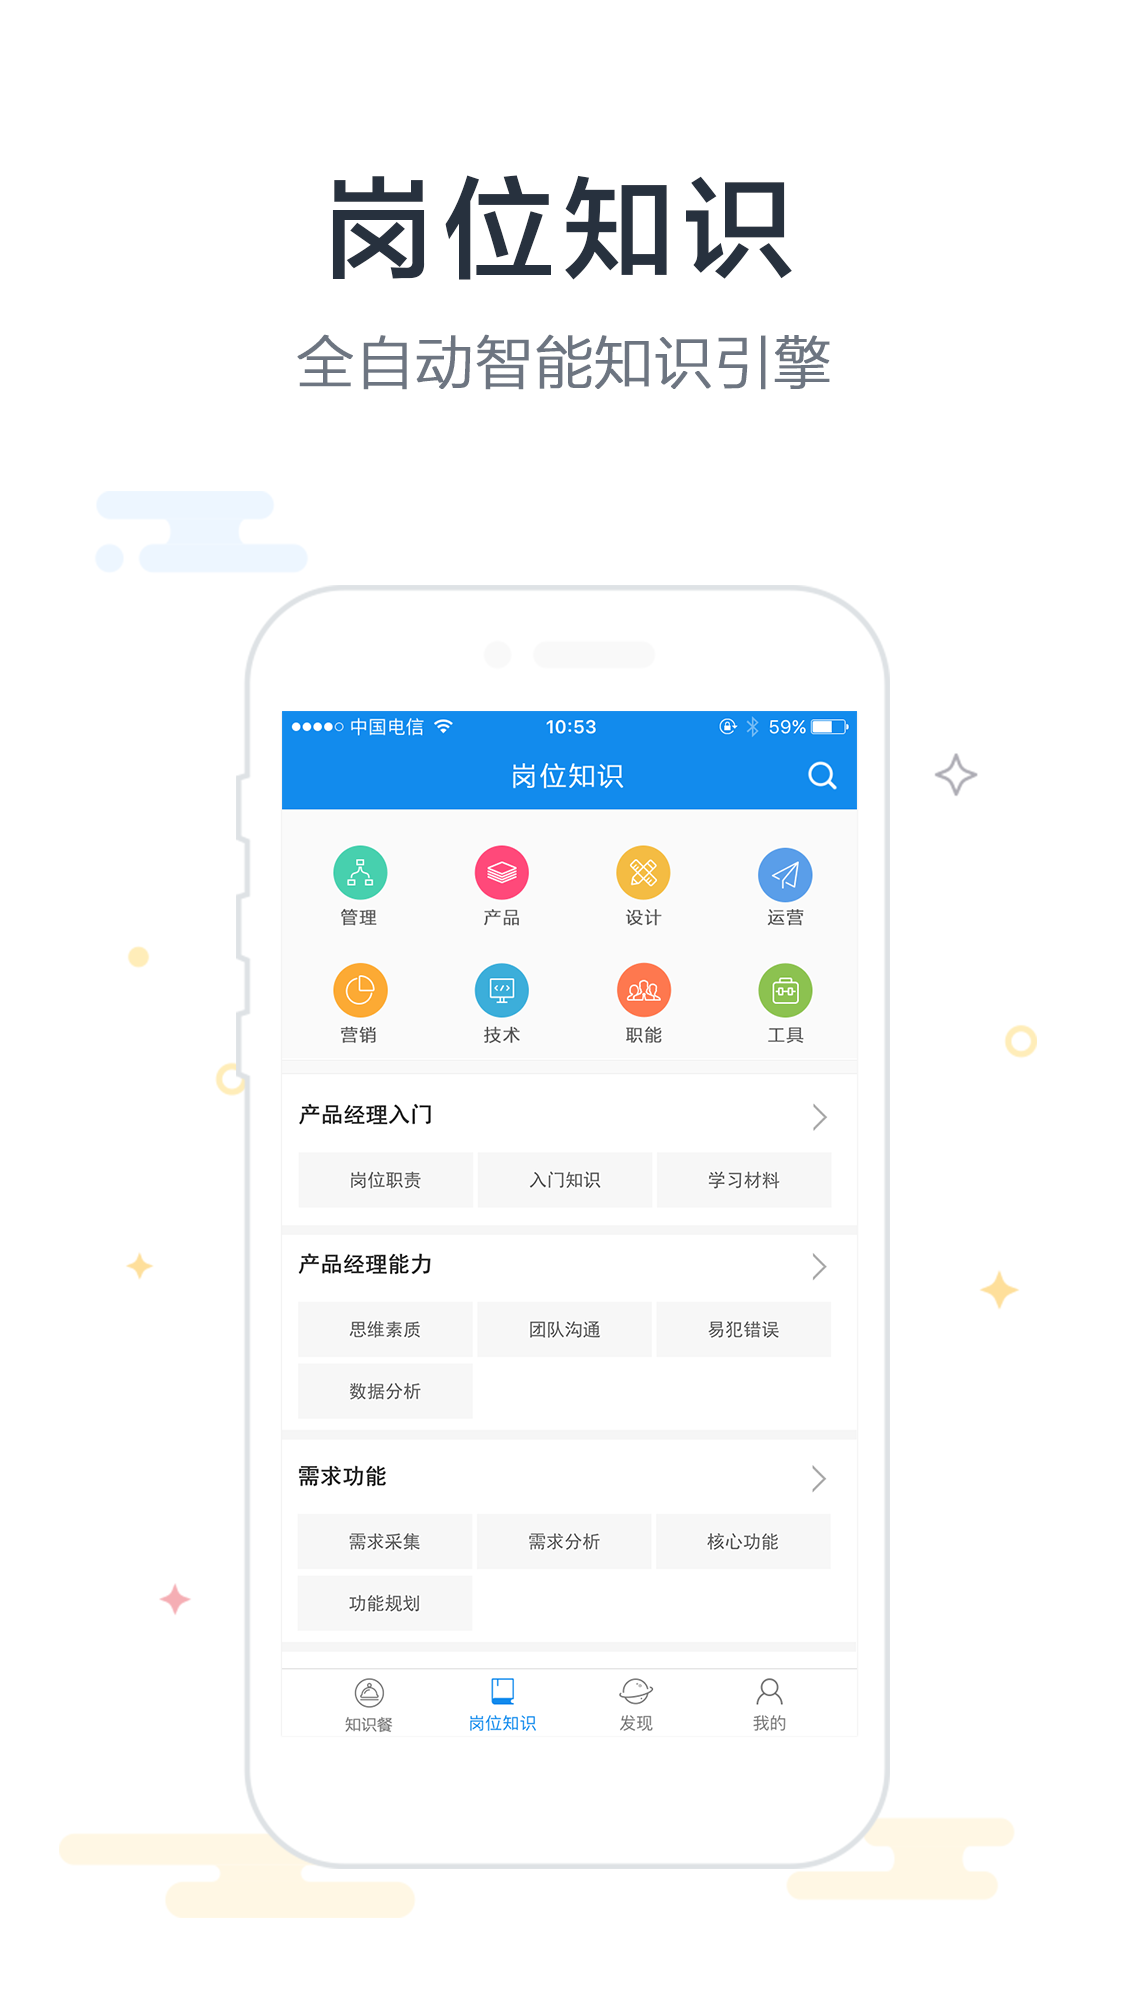 岗位知识
全自动智能知识引擎
中国电信 10:53 59%
岗位知识
管理 产品 设计 运营
营销 技术 职能 工具
产品经理入门
岗位职责 入门知识 学习材料
产品经理能力
思维素质 团队沟通 易犯错误
数据分析
需求功能
需求采集 需求分析 核心功能
功能规划
知识餐 岗位知识 发现 我的